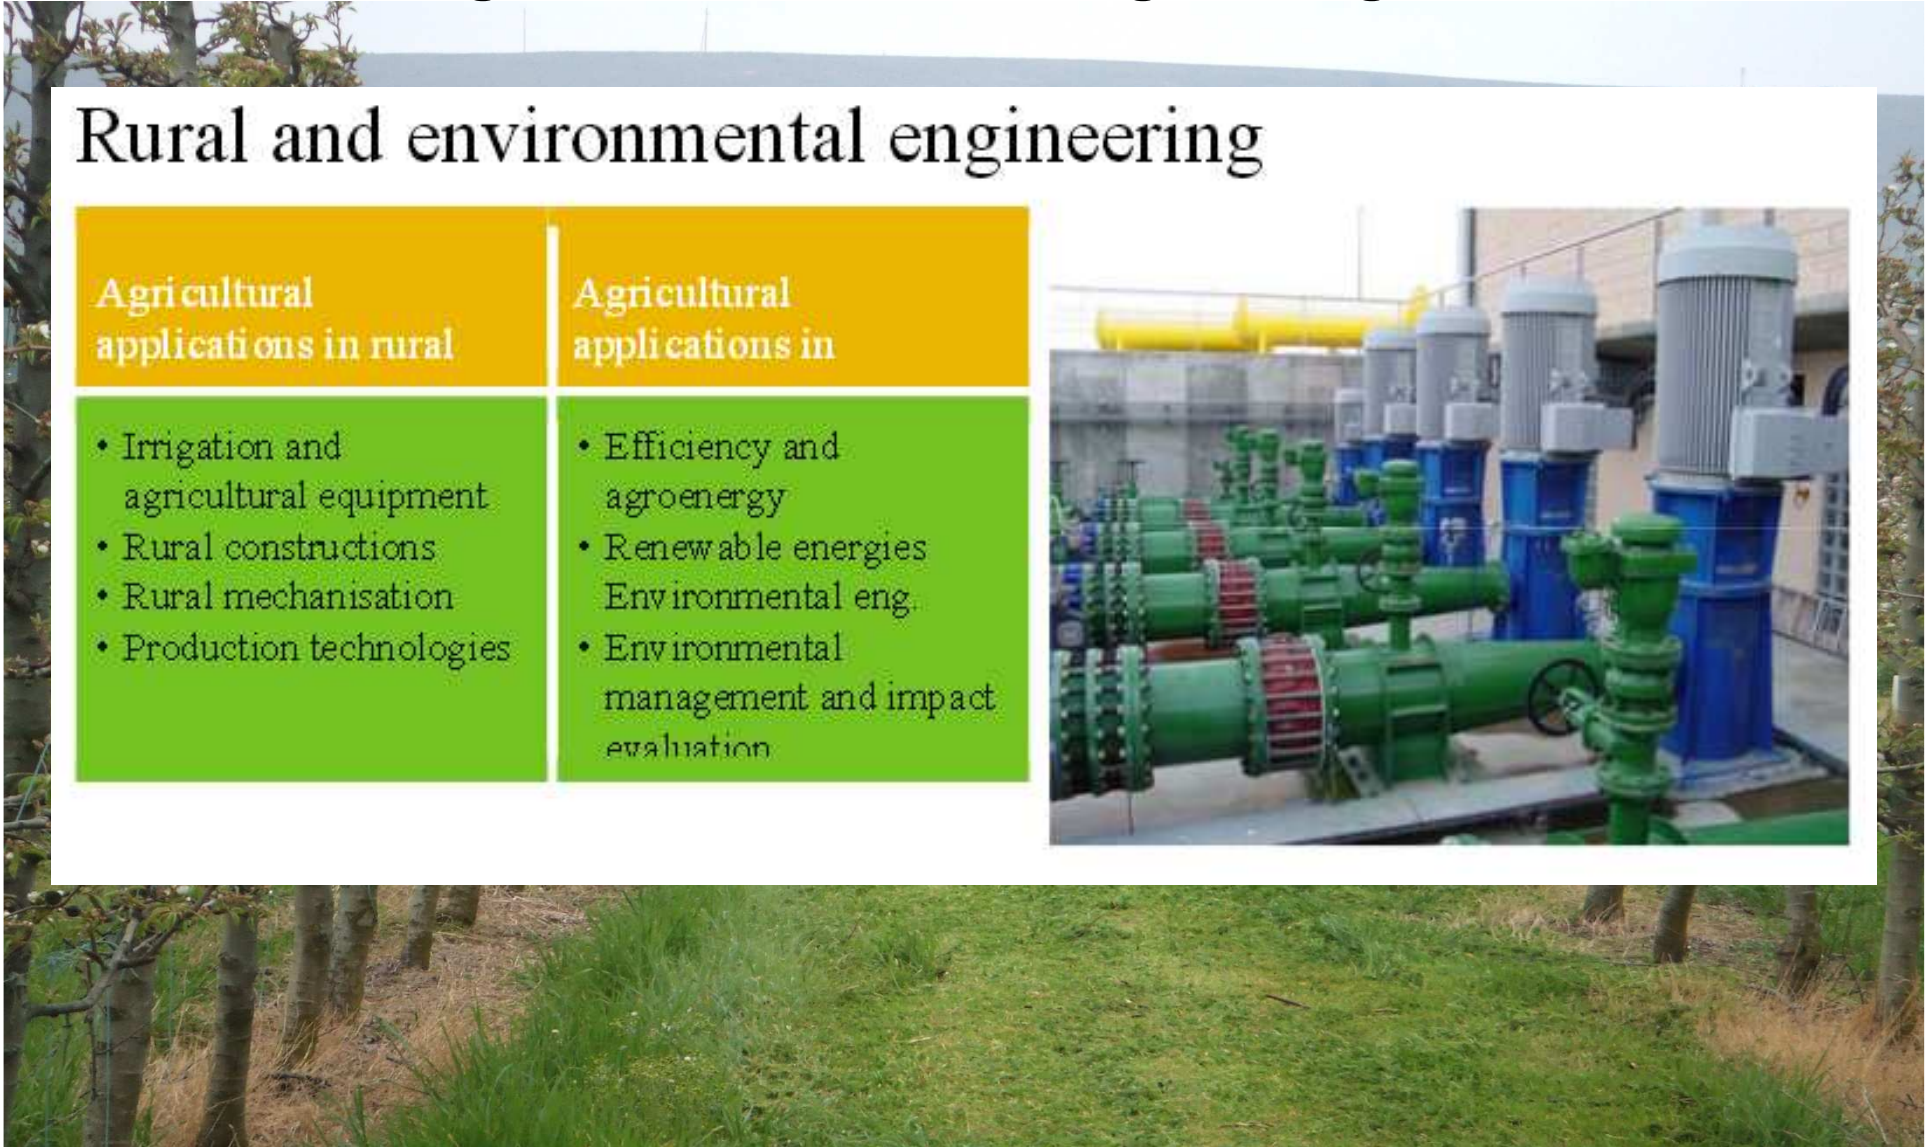 Rural and environmental engineering
Agricultural
applications in rural
Agricultural
applications in
• Irrigation and
agricultural equipment
• Rural constructions
• Rural mechanisation
• Production technologies
• Efficiency and
agroenergy
• Renewable energies
Environmental eng.
• Environmental
management and impact
evaluation